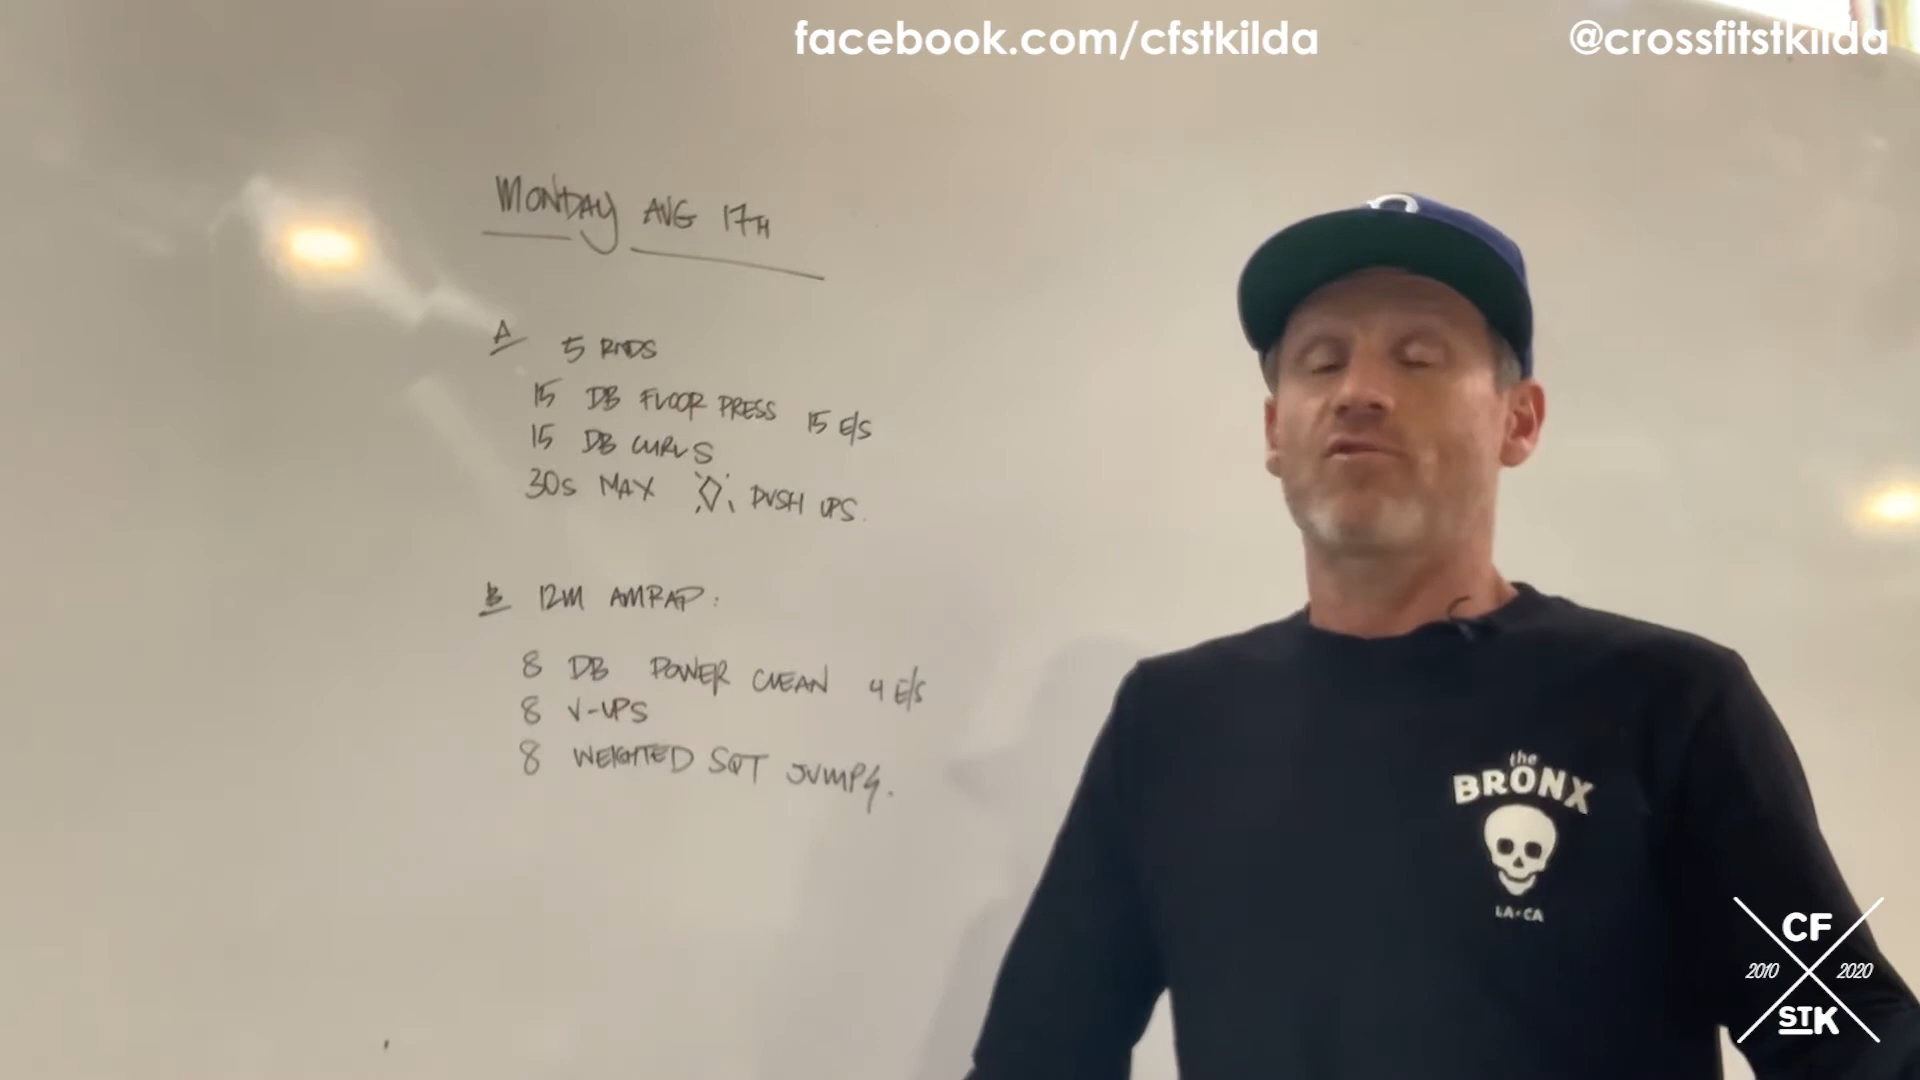 facebook.com/cfstkilda
@crossfitstkilda
MONDAY AUG 17TH
A 5 RNDS
15 DB FLOOR PRESS 15 E/S
15 DB CURLS
30s MAX PUSH UPS.
B 12M AMRAP:
8 DB POWER CLEAN 4 E/S
8 V-UPS
8 WEIGHTED SQT JUMPS.
the
BRONX
LA·CA
CF
2010 2020
STK